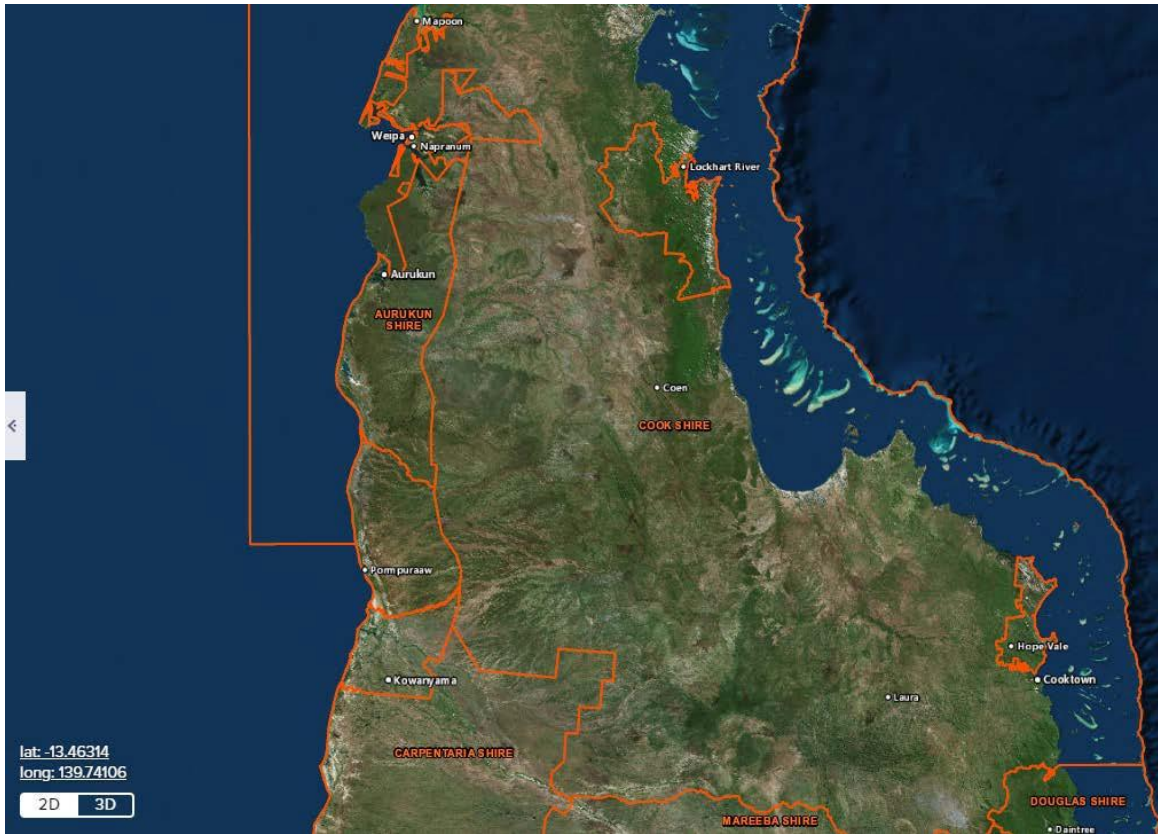 Mapoon
Weipa
Napranum
Lockhart River
Aurukun
AURUKUN
SHIRE
Coen
COOK SHIRE
Pormpuraaw
Hope Vale
Kowanyama
Cooktown
Laura
CARPENTARIA SHIRE
lat: -13.46314
long: 139.74106
2D 3D
DOUGLAS SHIRE
MAREEBA SHIRE
Daintree